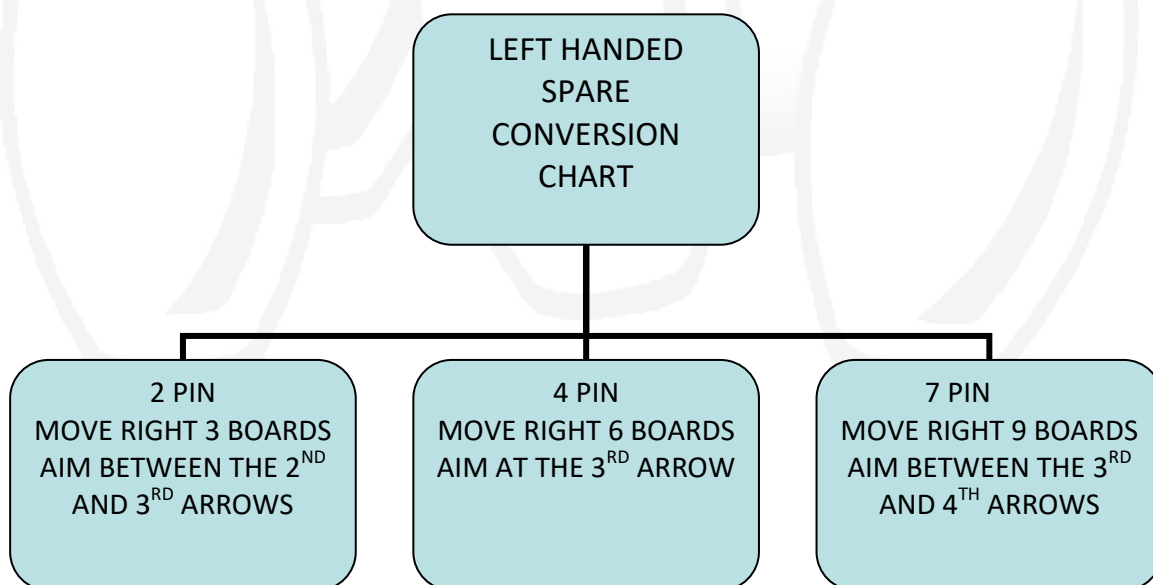 LEFT HANDED
SPARE
CONVERSION
CHART
2 PIN
MOVE RIGHT 3 BOARDS
AIM BETWEEN THE 2ND
AND 3RD ARROWS
4 PIN
MOVE RIGHT 6 BOARDS
AIM AT THE 3RD ARROW
7 PIN
MOVE RIGHT 9 BOARDS
AIM BETWEEN THE 3RD
AND 4TH ARROWS